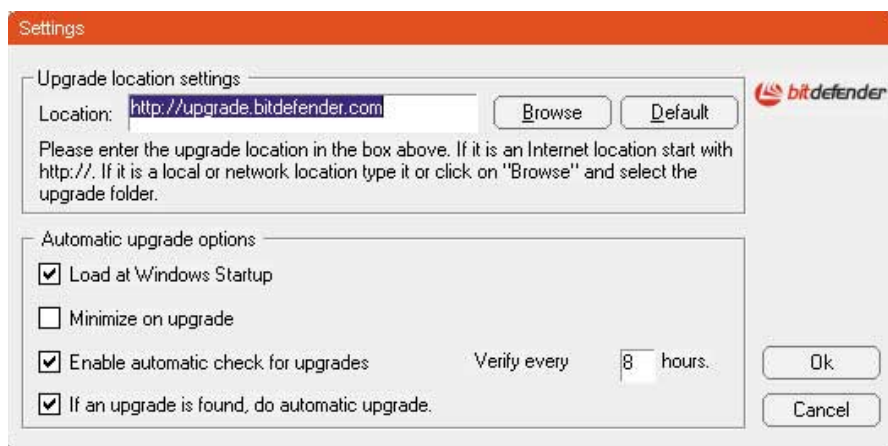 Settings
Upgrade location settings
Location: http://upgrade.bitdefender.com Browse Default
Please enter the upgrade location in the box above. If it is an Internet location start with
http://. If it is a local or network location type it or click on "Browse" and select the
upgrade folder.
bitdefender
Automatic upgrade options
Load at Windows Startup
Minimize on upgrade
Enable automatic check for upgrades Verify every 8 hours.
If an upgrade is found, do automatic upgrade.
Ok
Cancel